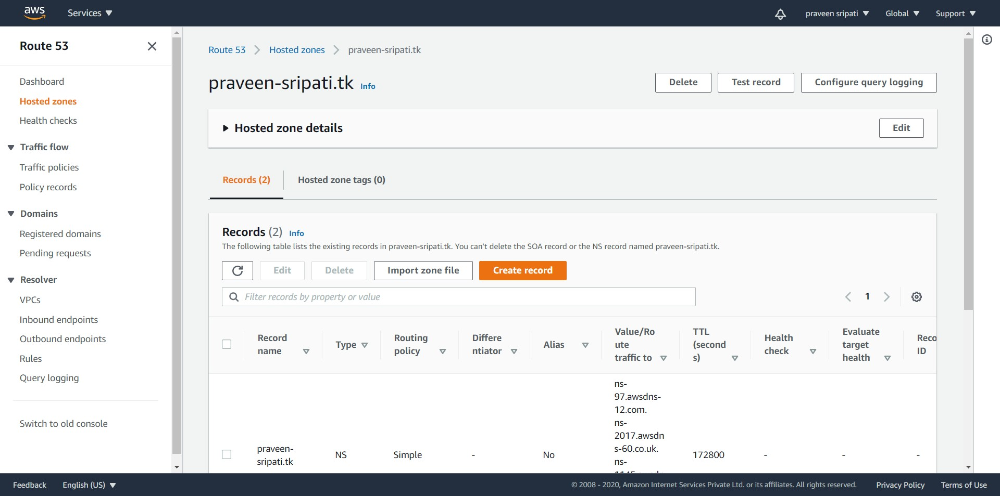 aws
Services
praveen sripati
Global
Support
Route 53
Dashboard
Hosted zones
Health checks
Traffic flow
Traffic policies
Policy records
Domains
Registered domains
Pending requests
Resolver
VPCs
Inbound endpoints
Outbound endpoints
Rules
Query logging
Switch to old console
Route 53
Hosted zones
praveen-sripati.tk
praveen-sripati.tk Info
Delete
Test record
Configure query logging
Hosted zone details
Edit
Records (2)
Hosted zone tags (0)
Records (2) Info
The following table lists the existing records in praveen-sripati.tk. You can't delete the SOA record or the NS record named praveen-sripati.tk.
Edit
Delete
Import zone file
Create record
Filter records by property or value
1
Record
name
Type
Routing
policy
Differe
ntiator
Alias
Value/Ro
ute
traffic to
TTL
(second
s)
Health
check
Evaluate
target
health
Reco
ID
praveen-
sripati.tk
NS
Simple
-
No
ns-
97.awsdns-
12.com.
ns-
2017.awsdn
s-60.co.uk.
ns-
172800
-
-
-
Feedback
English (US)
© 2008 - 2020, Amazon Internet Services Private Ltd. or its affiliates. All rights reserved.
Privacy Policy
Terms of Use